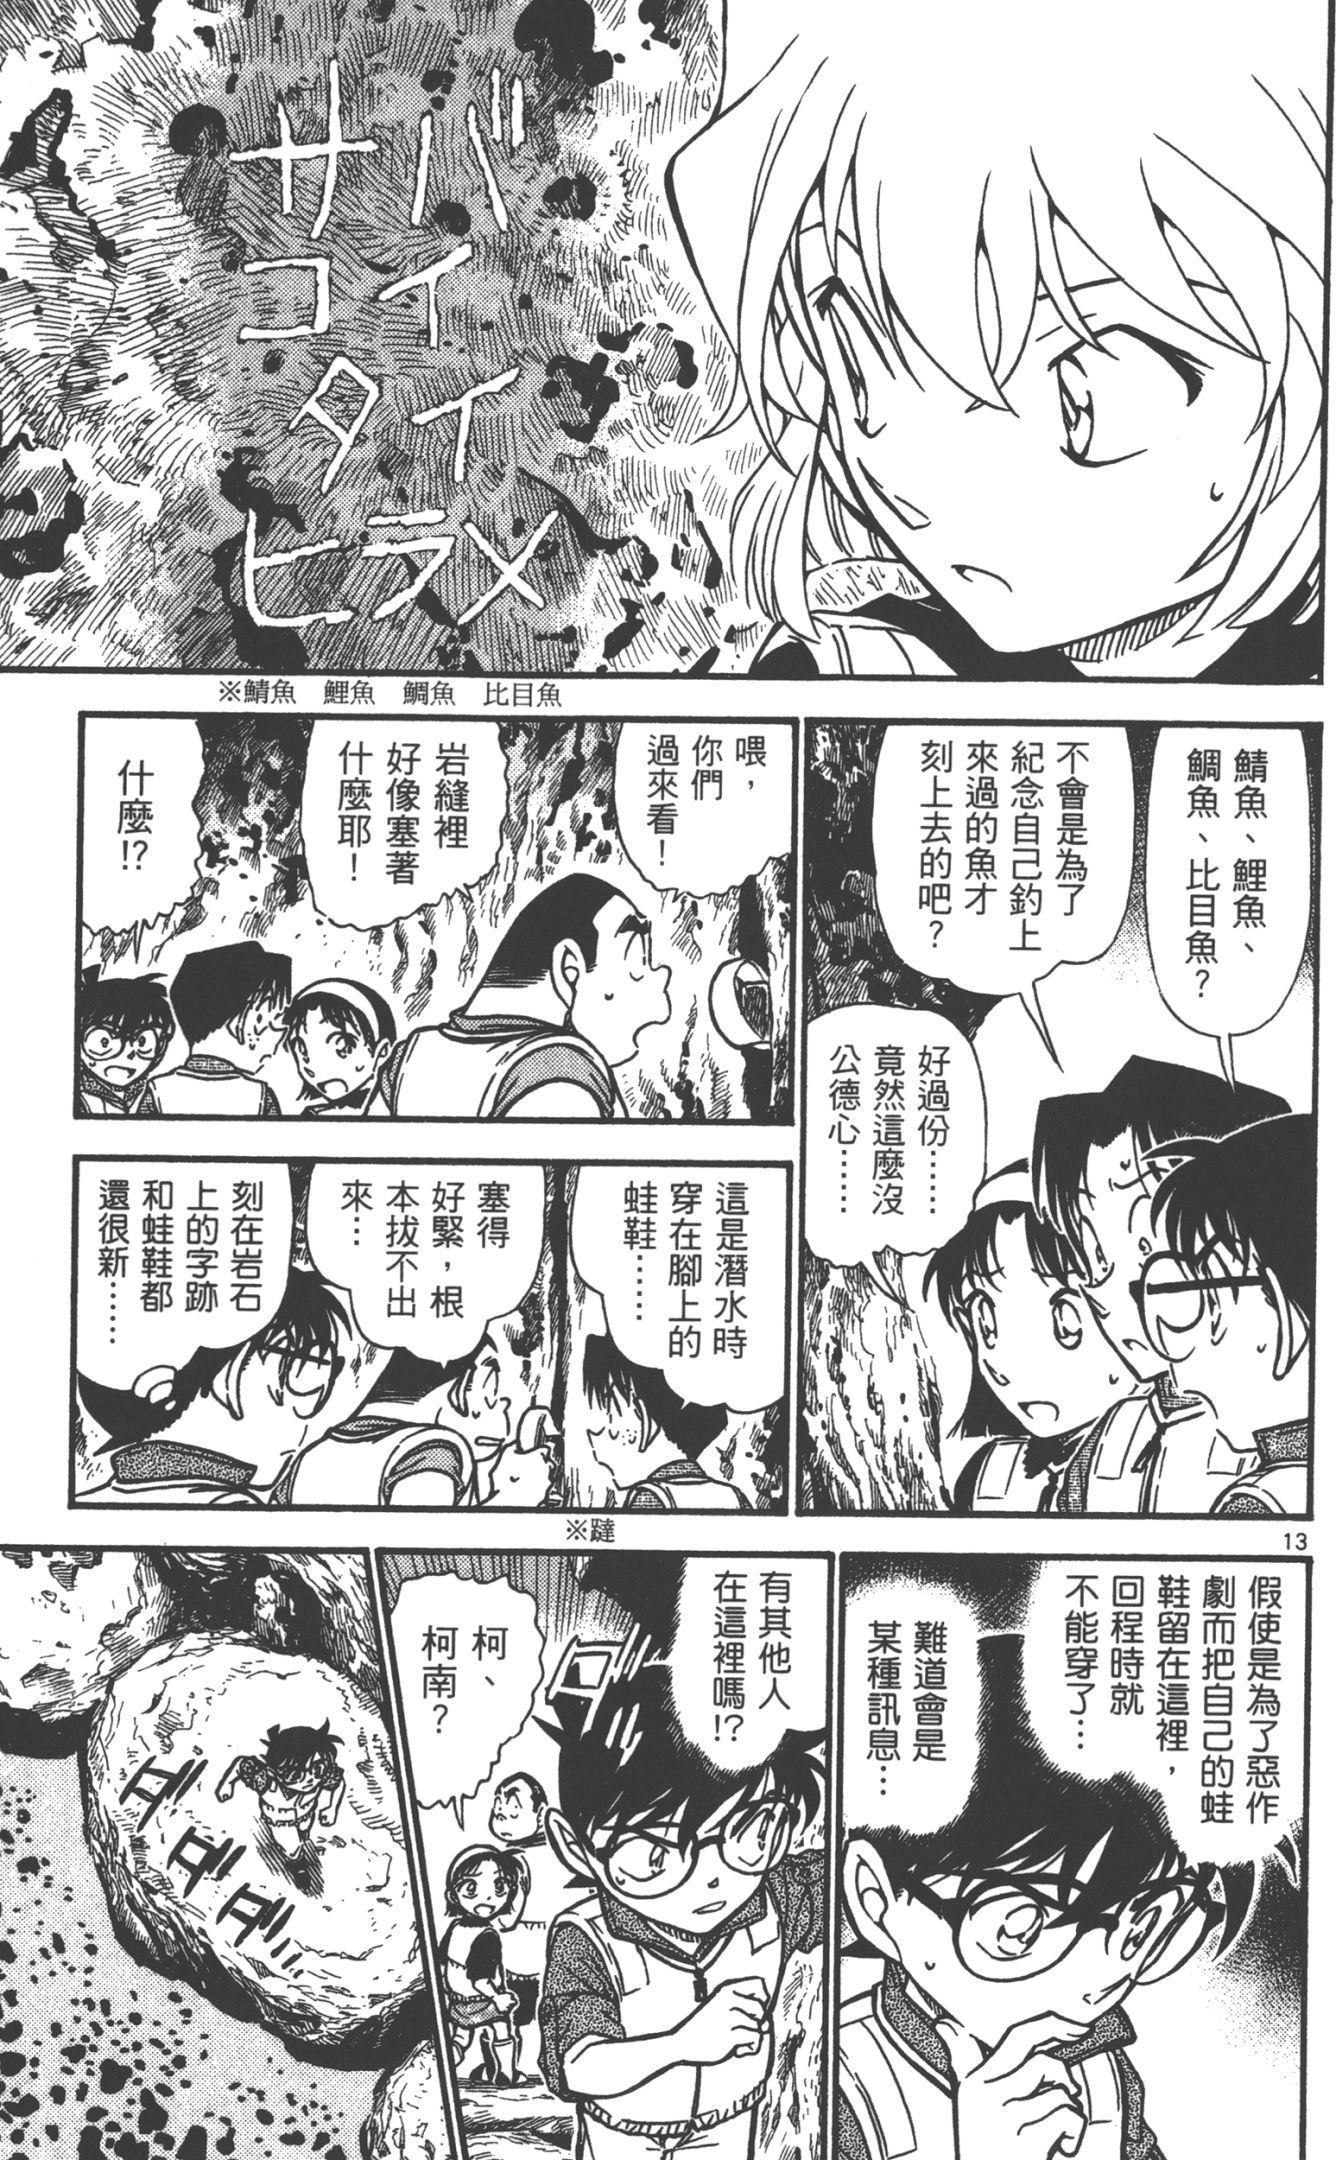 サバ
コイ
タイ
ヒラメ
※鯖魚　鯉魚　鯛魚　比目魚
鯖魚、鯉魚、
鯛魚、比目魚?
不會是為了
紀念自己釣上
來過的魚才
刻上去的吧?
好過份……
竟然這麼沒
公德心……
喂,
你們
過來看!
岩縫裡
好像塞著
什麼耶!
什麼!?
這是潛水時
穿在腳上的
蛙鞋……
塞得
好緊,根
本拔不出
來…
刻在岩石
上的字跡
和蛙鞋都
還很新……
13
假使是為了惡作
劇而把自己的蛙
鞋留在這裡,
回程時就
不能穿了…
難道會是
某種訊息…
※躂
有其他人
在這裡嗎!?
柯、
柯南?